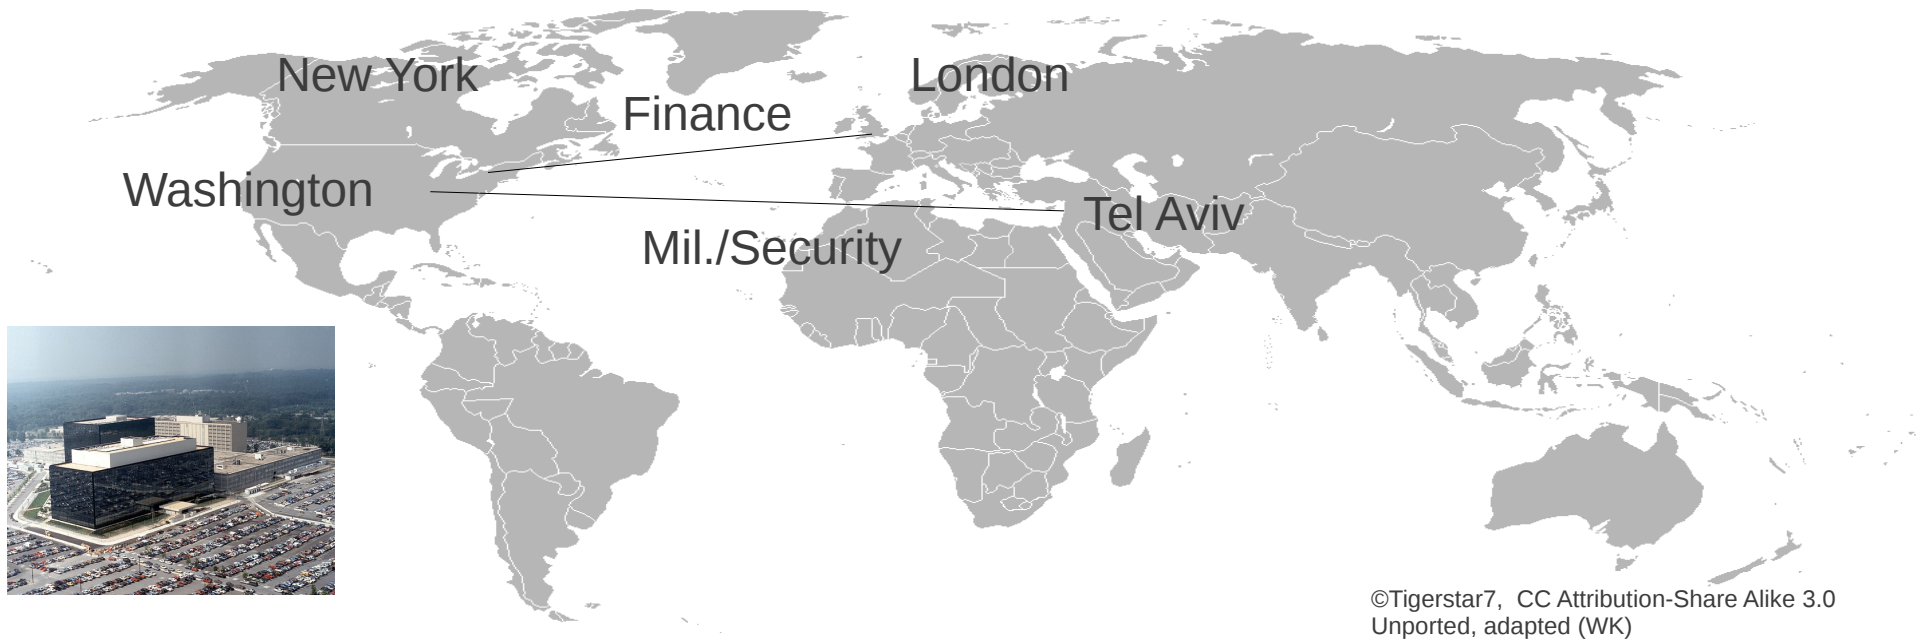 New York
London
Finance
Washington
Tel Aviv
Mil./Security
©Tigerstar7, CC Attribution-Share Alike 3.0
Unported, adapted (WK)